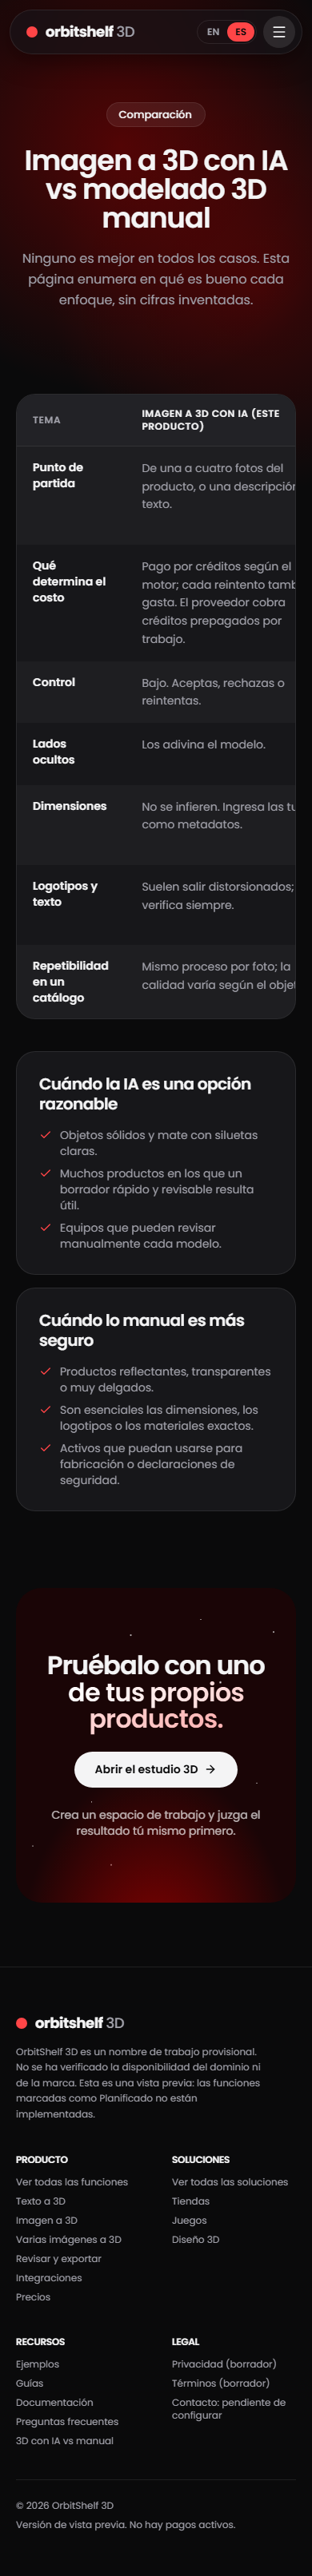 orbitshelf 3D
EN ES
Comparación
Imagen a 3D con IA
vs modelado 3D
manual
Ninguno es mejor en todos los casos. Esta
página enumera en qué es bueno cada
enfoque, sin cifras inventadas.
TEMA
IMAGEN A 3D CON IA (ESTE
PRODUCTO)
Punto de
partida
De una a cuatro fotos del
producto, o una descripción
texto.
Qué
determina el
costo
Pago por créditos según el
motor; cada reintento tamb
gasta. El proveedor cobra
créditos prepagados por
trabajo.
Control
Bajo. Aceptas, rechazas o
reintentas.
Lados
ocultos
Los adivina el modelo.
Dimensiones
No se infieren. Ingresa las tu
como metadatos.
Logotipos y
texto
Suelen salir distorsionados;
verifica siempre.
Repetibilidad
en un
catálogo
Mismo proceso por foto; la
calidad varía según el objet
Cuándo la IA es una opción
razonable
Objetos sólidos y mate con siluetas
claras.
Muchos productos en los que un
borrador rápido y revisable resulta
útil.
Equipos que pueden revisar
manualmente cada modelo.
Cuándo lo manual es más
seguro
Productos reflectantes, transparentes
o muy delgados.
Son esenciales las dimensiones, los
logotipos o los materiales exactos.
Activos que puedan usarse para
fabricación o declaraciones de
seguridad.
Pruébalo con uno
de tus propios
productos.
Abrir el estudio 3D
Crea un espacio de trabajo y juzga el
resultado tú mismo primero.
orbitshelf 3D
OrbitShelf 3D es un nombre de trabajo provisional.
No se ha verificado la disponibilidad del dominio ni
de la marca. Esta es una vista previa: las funciones
marcadas como Planificado no están
implementadas.
PRODUCTO
Ver todas las funciones
Texto a 3D
Imagen a 3D
Varias imágenes a 3D
Revisar y exportar
Integraciones
Precios
SOLUCIONES
Ver todas las soluciones
Tiendas
Juegos
Diseño 3D
RECURSOS
Ejemplos
Guías
Documentación
Preguntas frecuentes
3D con IA vs manual
LEGAL
Privacidad (borrador)
Términos (borrador)
Contacto: pendiente de
configurar
© 2026 OrbitShelf 3D
Versión de vista previa. No hay pagos activos.